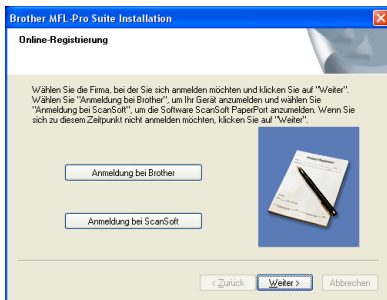 Brother MFL-Pro Suite Installation
Online-Registrierung
Wählen Sie die Firma, bei der Sie sich anmelden möchten und klicken Sie auf "Weiter".
Wählen Sie "Anmeldung bei Brother", um Ihr Gerät anzumelden und wählen Sie
"Anmeldung bei ScanSoft", um die Software ScanSoft PaperPort anzumelden. Wenn Sie
sich zu diesem Zeitpunkt nicht anmelden möchten, klicken Sie auf "Weiter".
Anmeldung bei Brother
Product Registration
Anmeldung bei ScanSoft
< Zurück
Weiter >
Abbrechen